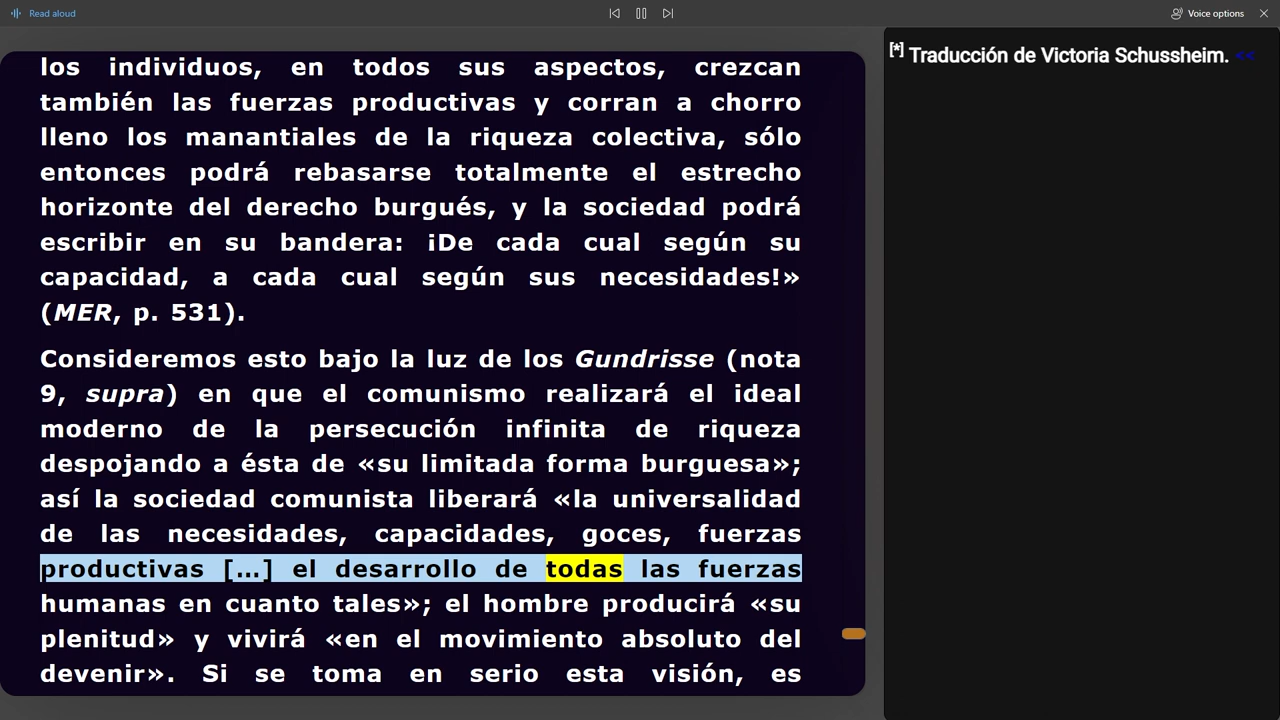 Read aloud
Voice options
los individuos, en todos sus aspectos, crezcan
también las fuerzas productivas y corran a chorro
lleno los manantiales de la riqueza colectiva, sólo
entonces podrá rebasarse totalmente el estrecho
horizonte del derecho burgués, y la sociedad podrá
escribir en su bandera: ¡De cada cual según su
capacidad, a cada cual según sus necesidades!»
(MER, p. 531).
Consideremos esto bajo la luz de los Gundrisse (nota
9, supra) en que el comunismo realizará el ideal
moderno de la persecución infinita de riqueza
despojando a ésta de «su limitada forma burguesa»;
así la sociedad comunista liberará «la universalidad
de las necesidades, capacidades, goces, fuerzas
productivas [...] el desarrollo de todas las fuerzas
humanas en cuanto tales»; el hombre producirá «su
plenitud» y vivirá «en el movimiento absoluto del
devenir». Si se toma en serio esta visión, es
[*] Traducción de Victoria Schussheim. <<